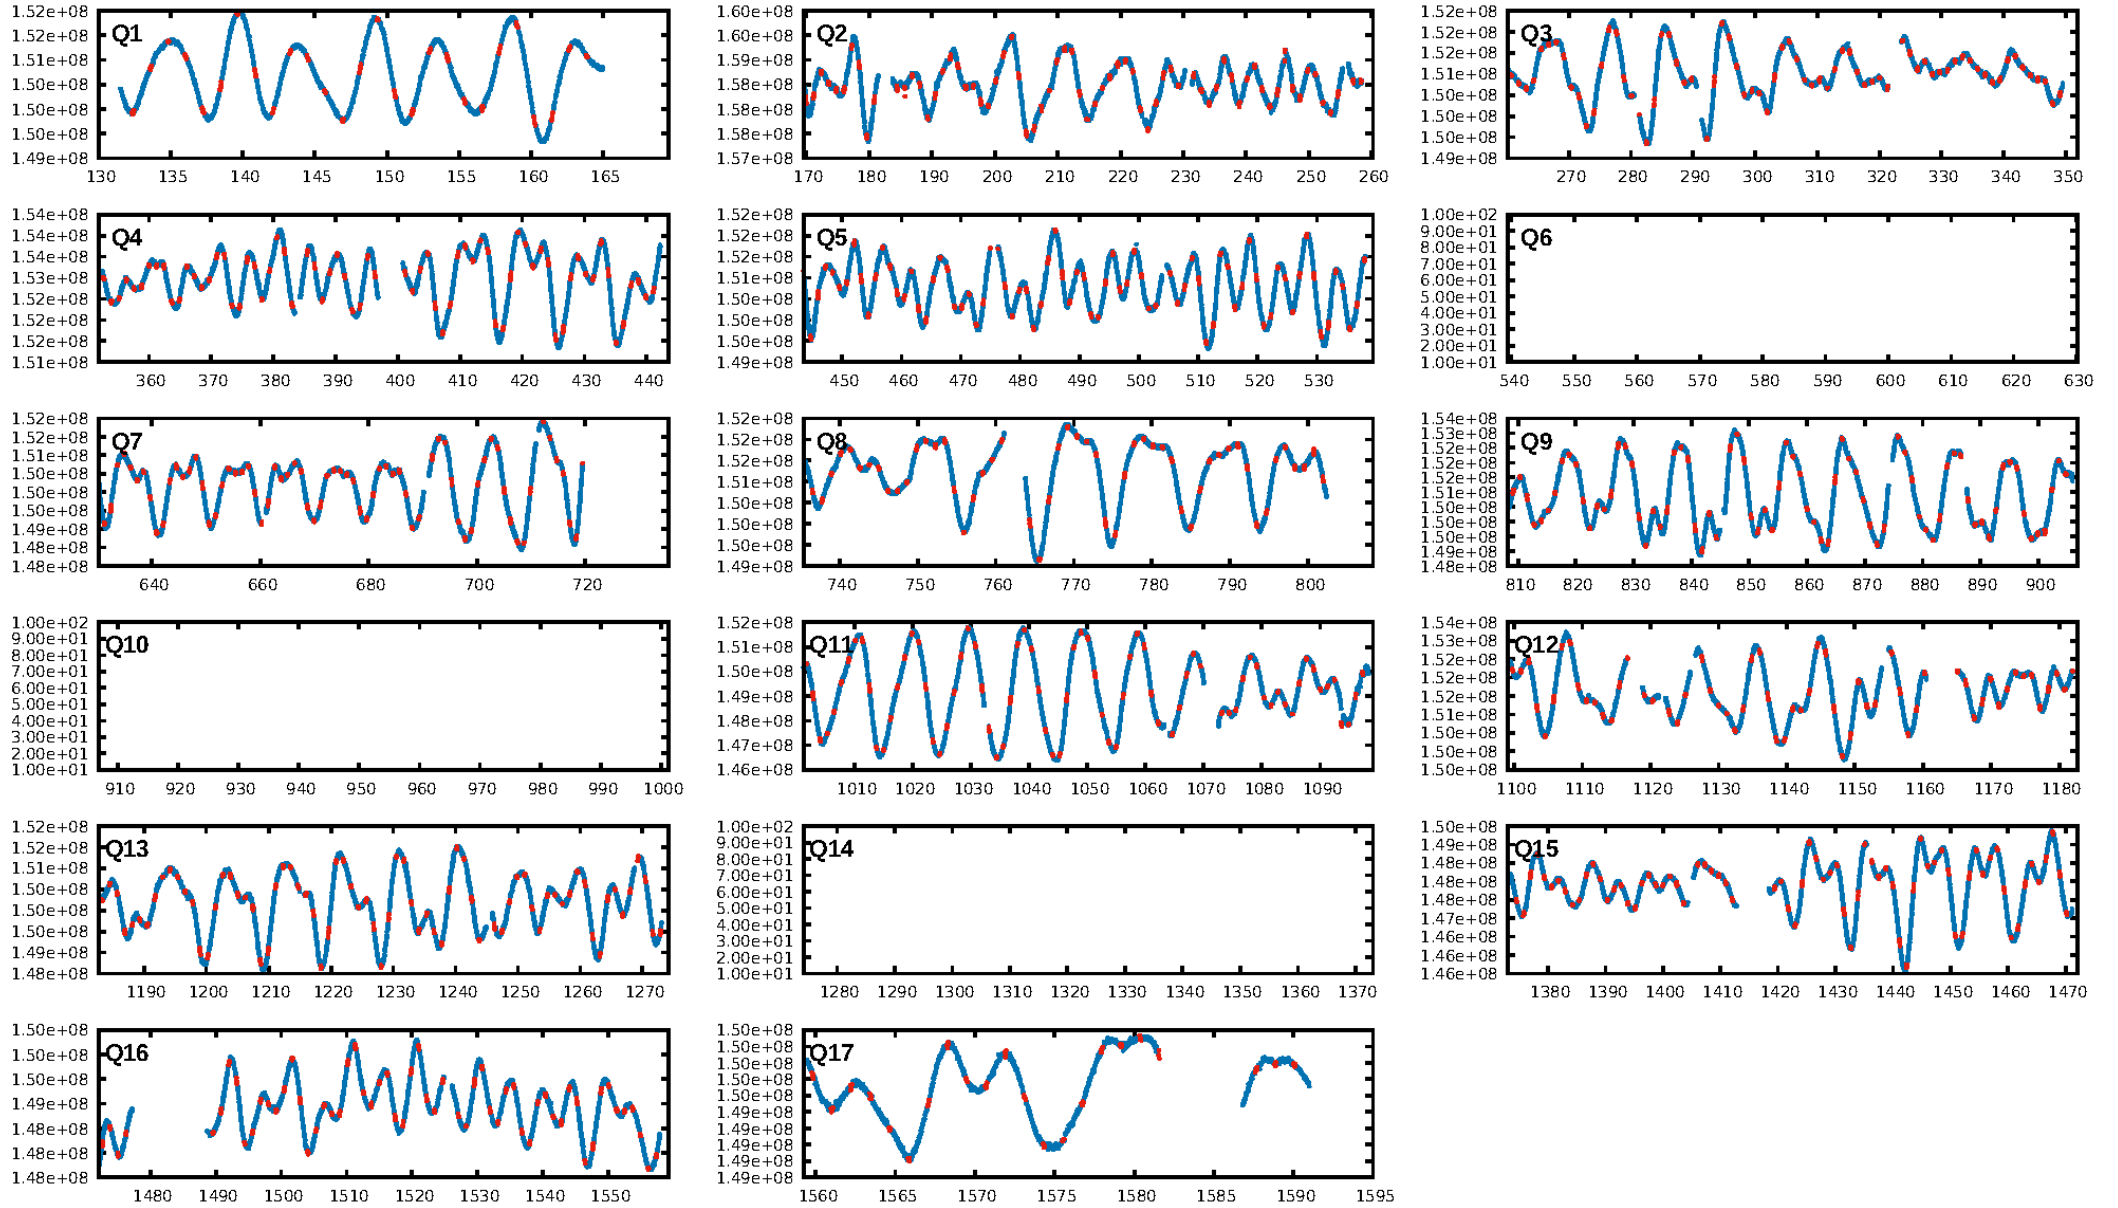 1.52e+08
Q1
1.52e+08
1.51e+08
1.50e+08
1.50e+08
1.50e+08
1.49e+08
130 135 140 145 150 155 160 165
1.60e+08
Q2
1.60e+08
1.59e+08
1.58e+08
1.58e+08
1.58e+08
1.57e+08
170 180 190 200 210 220 230 240 250 260
1.52e+08
Q3
1.52e+08
1.52e+08
1.51e+08
1.50e+08
1.50e+08
1.49e+08
270 280 290 300 310 320 330 340 350
1.54e+08
Q4
1.54e+08
1.54e+08
1.53e+08
1.52e+08
1.52e+08
1.52e+08
1.51e+08
360 370 380 390 400 410 420 430 440
1.52e+08
Q5
1.52e+08
1.52e+08
1.51e+08
1.50e+08
1.50e+08
1.50e+08
1.49e+08
450 460 470 480 490 500 510 520 530
1.00e+02
Q6
9.00e+01
8.00e+01
7.00e+01
6.00e+01
5.00e+01
4.00e+01
3.00e+01
2.00e+01
1.00e+01
540 550 560 570 580 590 600 610 620 630
1.52e+08
Q7
1.52e+08
1.51e+08
1.50e+08
1.50e+08
1.50e+08
1.49e+08
1.48e+08
1.48e+08
640 660 680 700 720
1.52e+08
Q8
1.52e+08
1.52e+08
1.51e+08
1.50e+08
1.50e+08
1.49e+08
740 750 760 770 780 790 800
1.54e+08
Q9
1.53e+08
1.52e+08
1.52e+08
1.52e+08
1.51e+08
1.50e+08
1.50e+08
1.50e+08
1.49e+08
1.48e+08
810 820 830 840 850 860 870 880 890 900
1.00e+02
Q10
9.00e+01
8.00e+01
7.00e+01
6.00e+01
5.00e+01
4.00e+01
3.00e+01
2.00e+01
1.00e+01
910 920 930 940 950 960 970 980 990 1000
1.52e+08
Q11
1.51e+08
1.50e+08
1.49e+08
1.48e+08
1.47e+08
1.46e+08
1010 1020 1030 1040 1050 1060 1070 1080 1090
1.54e+08
Q12
1.53e+08
1.52e+08
1.52e+08
1.52e+08
1.51e+08
1.50e+08
1.50e+08
1100 1110 1120 1130 1140 1150 1160 1170 1180
1.52e+08
Q13
1.52e+08
1.51e+08
1.50e+08
1.50e+08
1.50e+08
1.49e+08
1.48e+08
1190 1200 1210 1220 1230 1240 1250 1260 1270
1.00e+02
Q14
9.00e+01
8.00e+01
7.00e+01
6.00e+01
5.00e+01
4.00e+01
3.00e+01
2.00e+01
1.00e+01
1280 1290 1300 1310 1320 1330 1340 1350 1360 1370
1.50e+08
Q15
1.49e+08
1.48e+08
1.48e+08
1.48e+08
1.47e+08
1.46e+08
1.46e+08
1380 1390 1400 1410 1420 1430 1440 1450 1460 1470
1.50e+08
Q16
1.50e+08
1.50e+08
1.49e+08
1.48e+08
1.48e+08
1.48e+08
1480 1490 1500 1510 1520 1530 1540 1550
1.50e+08
Q17
1.50e+08
1.50e+08
1.50e+08
1.50e+08
1.49e+08
1.49e+08
1.49e+08
1.49e+08
1.49e+08
1560 1565 1570 1575 1580 1585 1590 1595